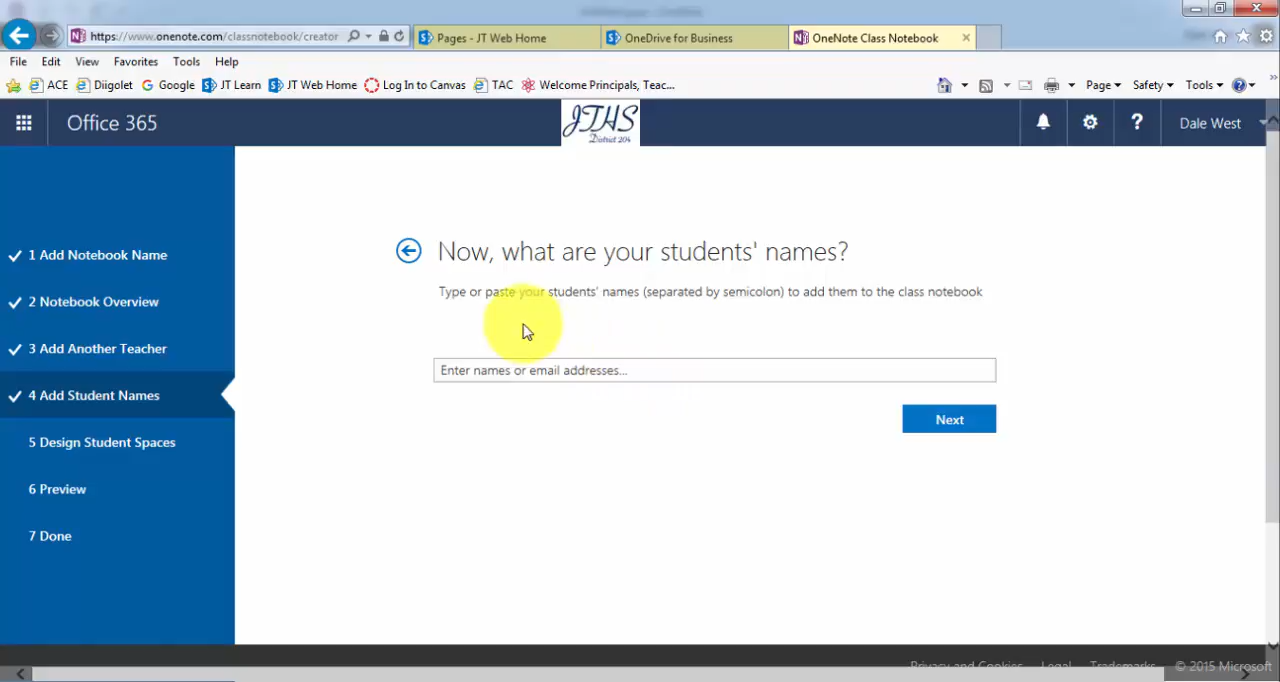 https://www.onenote.com/classnotebook/creator
Pages - JT Web Home
OneDrive for Business
OneNote Class Notebook
File Edit View Favorites Tools Help
ACE Diigolet Google JT Learn JT Web Home Log In to Canvas TAC Welcome Principals, Teac...
Page Safety Tools
Office 365
JTHS
District 204
Dale West
1 Add Notebook Name
2 Notebook Overview
3 Add Another Teacher
4 Add Student Names
5 Design Student Spaces
6 Preview
7 Done
Now, what are your students' names?
Type or paste your students' names (separated by semicolon) to add them to the class notebook
Enter names or email addresses...
Next
Privacy and Cookies Legal Trademarks © 2015 Microsoft